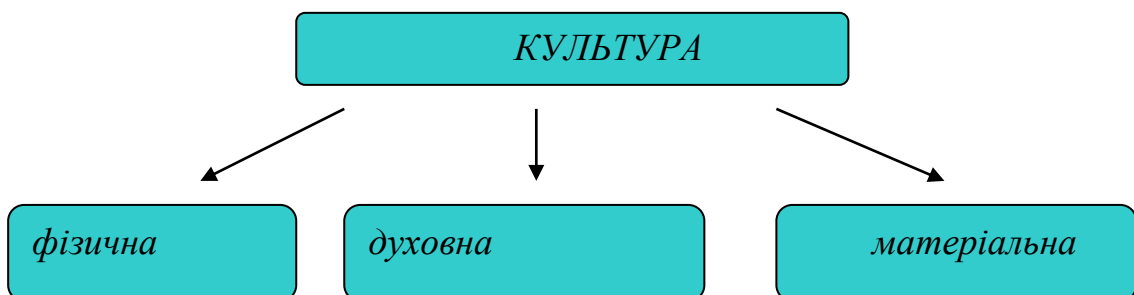 КУЛЬТУРА
фізична
духовна
матеріальна